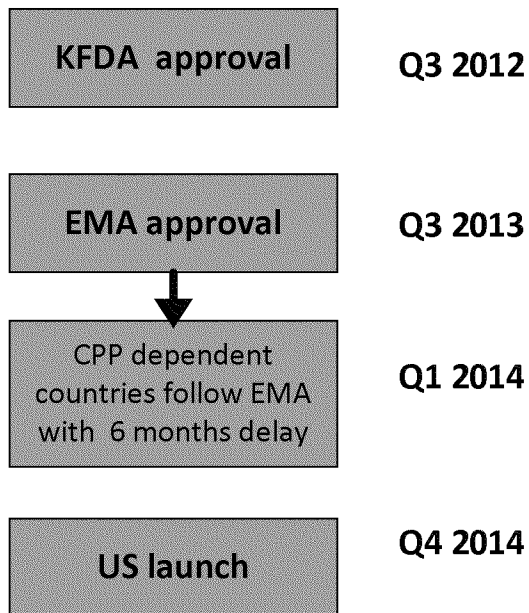 KFDA approval
Q3 2012
EMA approval
Q3 2013
CPP dependent
countries follow EMA
with 6 months delay
Q1 2014
US launch
Q4 2014